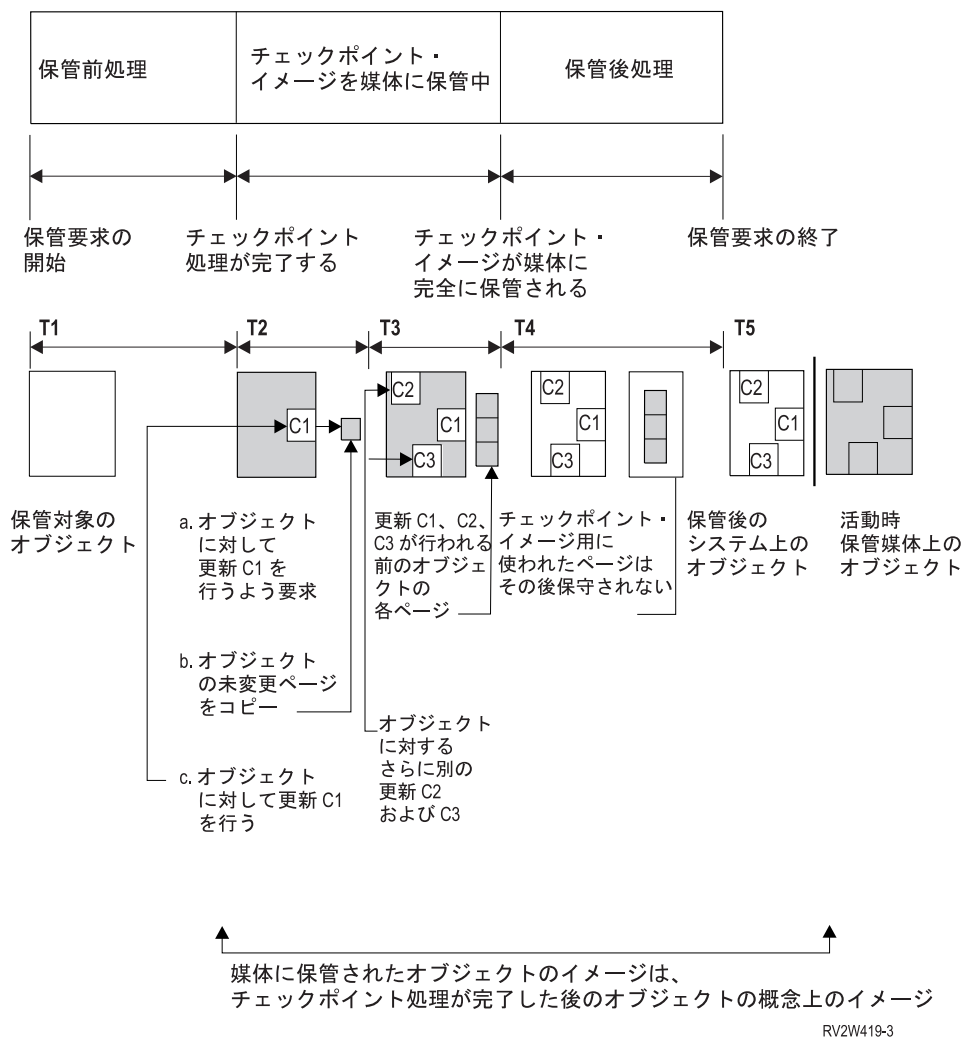 保管前処理
チェックポイント・
イメージを媒体に保管中
保管後処理
保管要求の
開始
チェックポイント
処理が完了する
チェックポイント・
イメージが媒体に
完全に保管される
保管要求の終了
T1
T2
T3
T4
T5
C1
C2
C1
C3
C2
C1
C3
C2
C1
C3
保管対象の
オブジェクト
a. オブジェクト
に対して
更新 C1 を
行うよう要求
更新 C1、C2、
C3 が行われる
前のオブジェ
クトの
各ページ
チェックポイント・
イメージ用に
使われたページは
その後保守されない
保管後の
システム上の
オブジェクト
活動時
保管媒体上の
オブジェクト
b. オブジェクト
の未変更ページ
をコピー
オブジェクト
に対する
さらに別の
更新 C2
および C3
c. オブジェクト
に対して更新 C1
を行う
媒体に保管されたオブジェクトのイメージは、
チェックポイント処理が完了した後のオブジェクトの概念上のイメージ
RV2W419-3